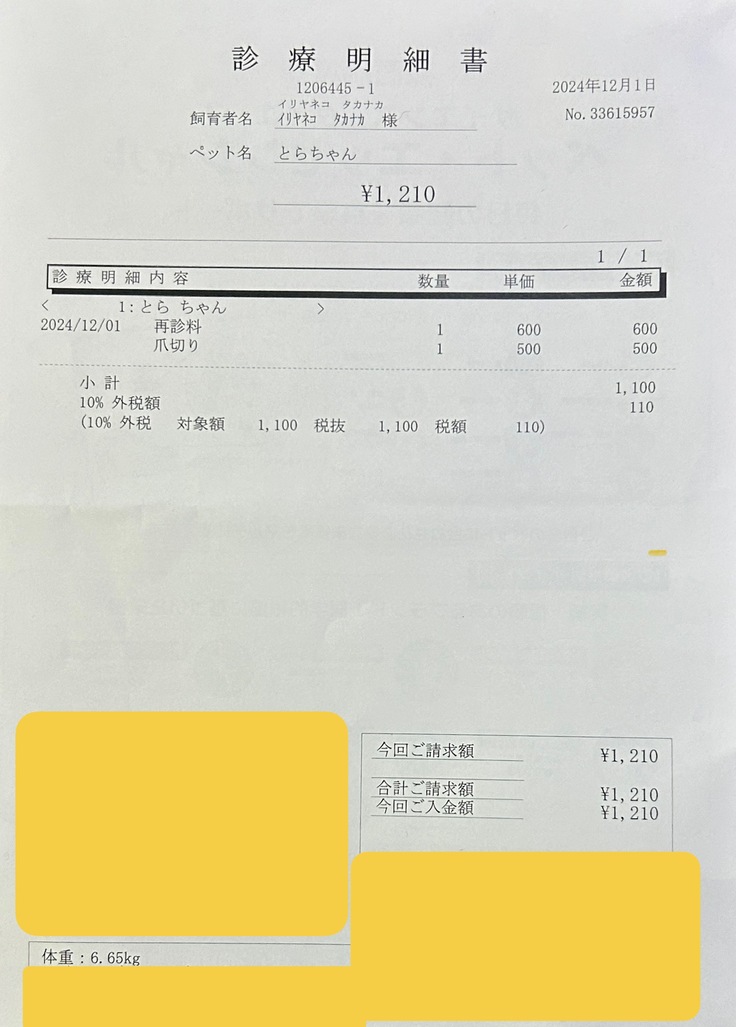 診療明細書
1206445-1
2024年12月1日
イリヤネコ タカナカ
飼育者名 ｲﾘﾔﾈｺ ﾀｶﾅｶ 様
No.33615957
ペット名 とらちゃん
¥1,210
1 / 1
診療明細内容 数量 単価 金額
< 1:とら ちゃん >
2024/12/01 再診料 1 600 600
爪切り 1 500 500
小計 1,100
10% 外税額 110
(10% 外税 対象額 1,100 税抜 1,100 税額 110)
今回ご請求額 ¥1,210
合計ご請求額 ¥1,210
今回ご入金額 ¥1,210
体重：6.65kg